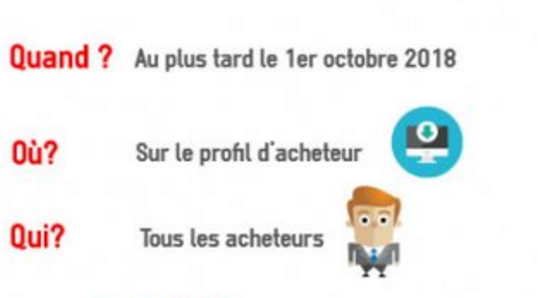 Quand ? Au plus tard le 1er octobre 2018
Où? Sur le profil d'acheteur
Qui? Tous les acheteurs